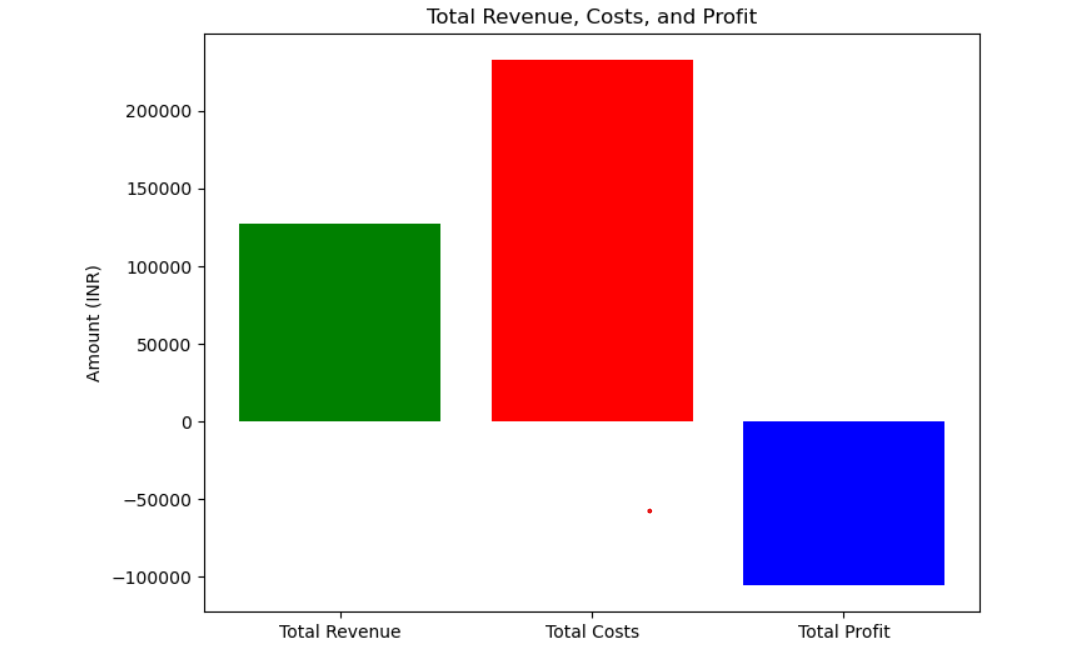 Total Revenue, Costs, and Profit
Amount (INR)
200000
150000
100000
50000
0
−50000
−100000
Total Revenue
Total Costs
Total Profit